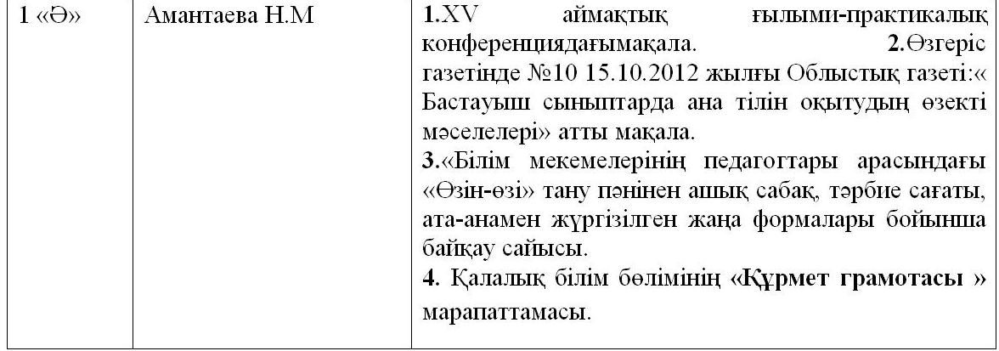 1 «Ә»
Амантаева Н.М
1.XV аймақтық ғылыми-практикалық
конференциядағымақала. 2.Өзгеріс
газетінде №10 15.10.2012 жылғы Облыстық газеті:«
Бастауыш сыныптарда ана тілін оқытудың өзекті
мәселелері» атты мақала.
3.«Білім мекемелерінің педагогтары арасындағы
«Өзін-өзі» тану пәнінен ашық сабақ, тәрбие сағаты,
ата-анамен жүргізілген жаңа формалары бойынша
байқау сайысы.
4. Қалалық білім бөлімінің «Құрмет грамотасы »
марапаттамасы.